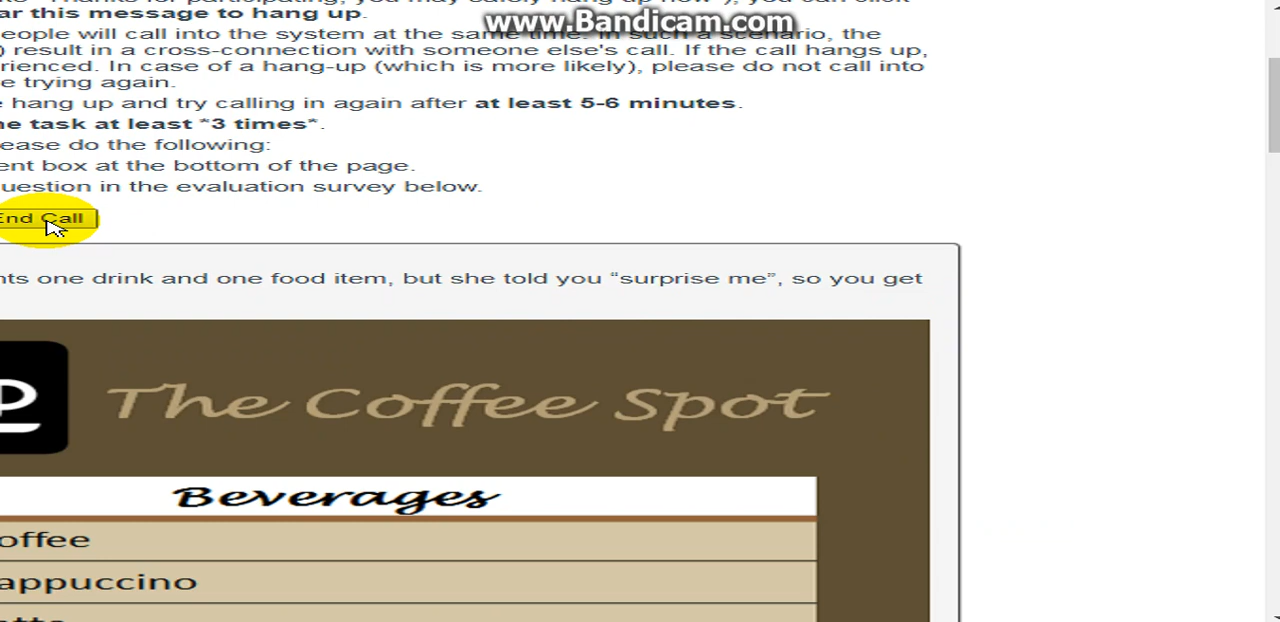 www.Bandicam.com
ar this message to hang up.
eople will call into the system at the same time. In such a scenario, the
) result in a cross-connection with someone else's call. If the call hangs up,
rienced. In case of a hang-up (which is more likely), please do not call into
e trying again.
e hang up and try calling in again after at least 5-6 minutes.
ne task at least *3 times*.
ease do the following:
ent box at the bottom of the page.
uestion in the evaluation survey below.
End Call
nts one drink and one food item, but she told you “surprise me”, so you get
The Coffee Spot
Beverages
offee
appuccino